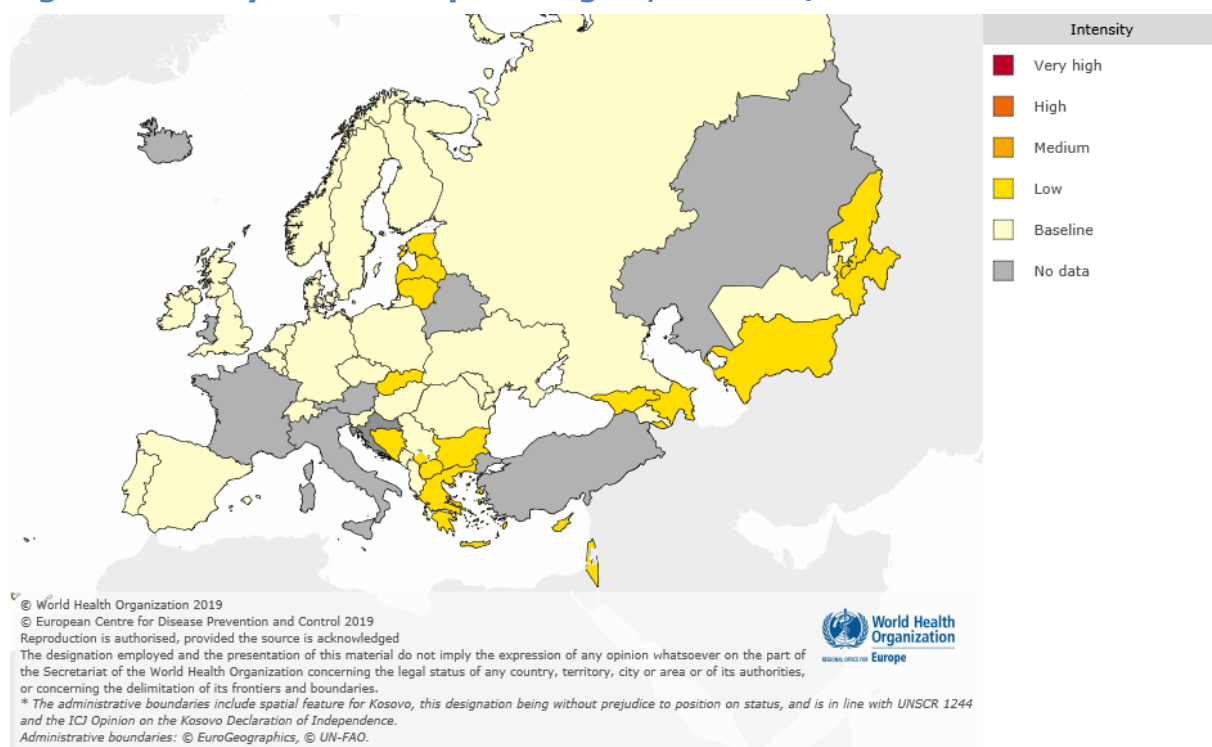 Intensity
Very high
High
Medium
Low
Baseline
No data
© World Health Organization 2019
© European Centre for Disease Prevention and Control 2019
Reproduction is authorised, provided the source is acknowledged
The designation employed and the presentation of this material do not imply the expression of any opinion whatsoever on the part of
the Secretariat of the World Health Organization concerning the legal status of any country, territory, city or area or of its authorities,
or concerning the delimitation of its frontiers and boundaries.
* The administrative boundaries include spatial feature for Kosovo, this designation being without prejudice to position on status, and is in line with UNSCR 1244
and the ICJ Opinion on the Kosovo Declaration of Independence.
Administrative boundaries: © EuroGeographics, © UN-FAO.
World Health
Organization
REGIONAL OFFICE FOR Europe